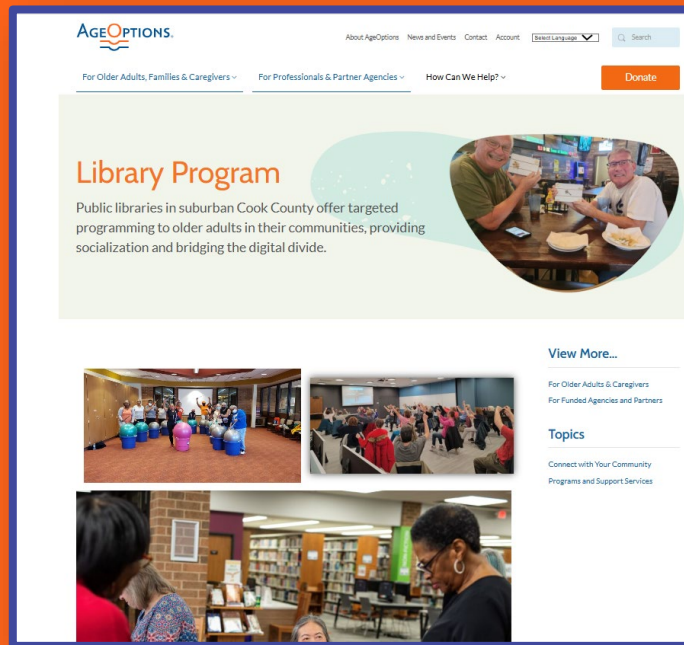 AGEOPTIONS.
About AgeOptions News and Events Contact Account Select Language Search
For Older Adults, Families & Caregivers For Professionals & Partner Agencies How Can We Help? Donate
Library Program
Public libraries in suburban Cook County offer targeted
programming to older adults in their communities, providing
socialization and bridging the digital divide.
View More...
For Older Adults & Caregivers
For Funded Agencies and Partners
Topics
Connect with Your Community
Programs and Support Services